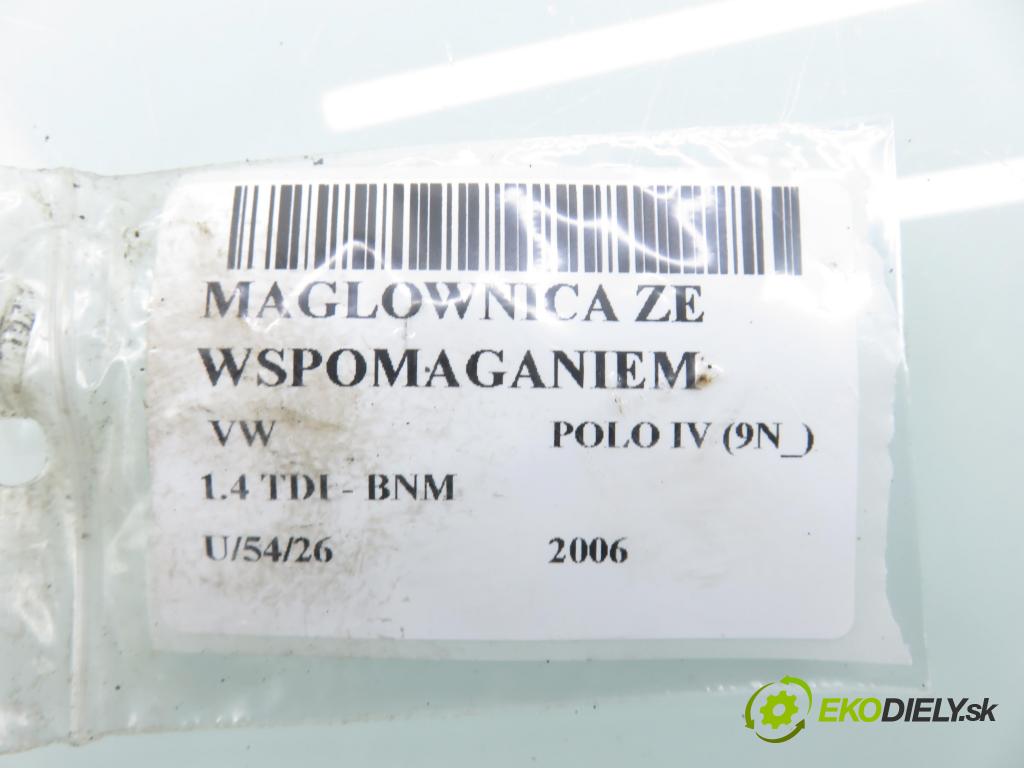 MAGLOWNICA ZE
WSPOMAGANIEM
VW POLO IV (9N_)
1.4 TDI - BNM
U/54/26 2006
EKODIELY.sk